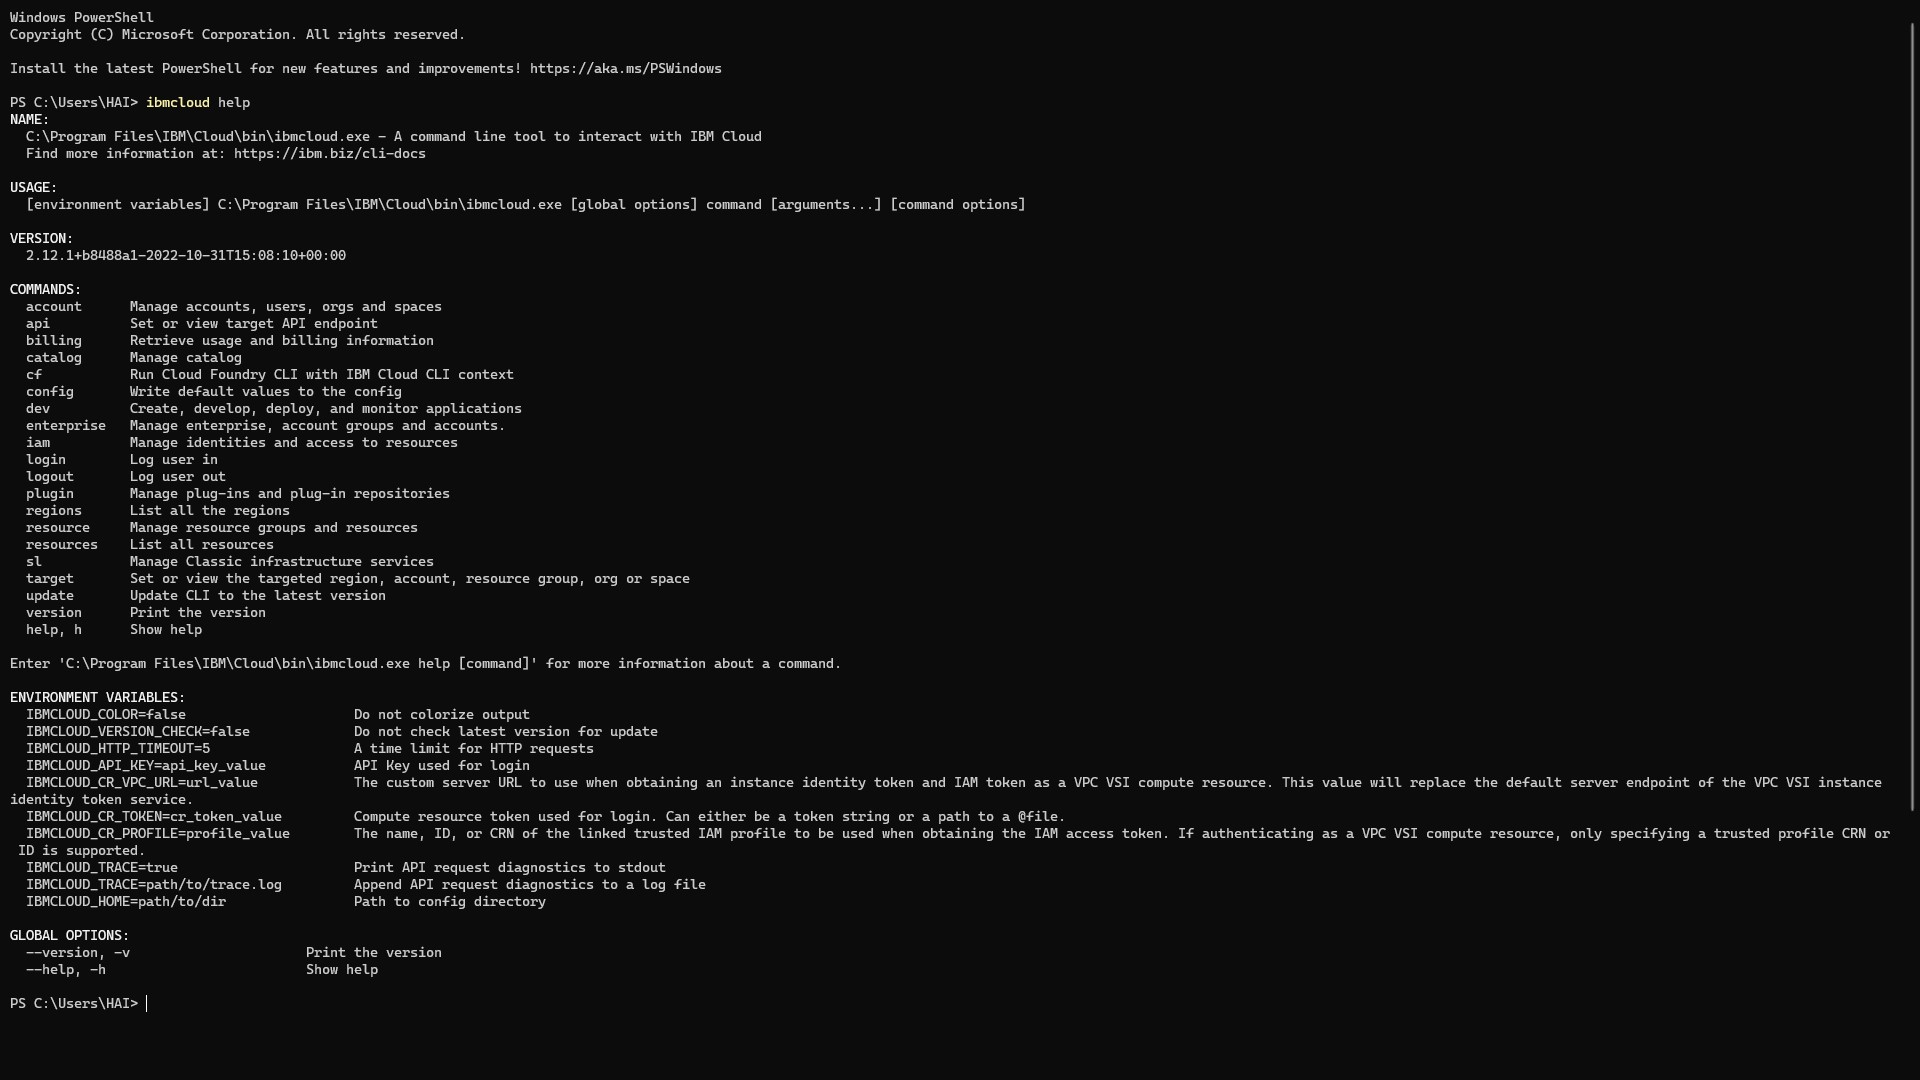 Windows PowerShell
Copyright (C) Microsoft Corporation. All rights reserved.
Install the latest PowerShell for new features and improvements! https://aka.ms/PSWindows
PS C:\Users\HAI> ibmcloud help
NAME:
  C:\Program Files\IBM\Cloud\bin\ibmcloud.exe - A command line tool to interact with IBM Cloud
  Find more information at: https://ibm.biz/cli-docs
USAGE:
  [environment variables] C:\Program Files\IBM\Cloud\bin\ibmcloud.exe [global options] command [arguments...] [command options]
VERSION:
  2.12.1+b8488a1-2022-10-31T15:08:10+00:00
COMMANDS:
  account      Manage accounts, users, orgs and spaces
  api          Set or view target API endpoint
  billing      Retrieve usage and billing information
  catalog      Manage catalog
  cf           Run Cloud Foundry CLI with IBM Cloud CLI context
  config       Write default values to the config
  dev          Create, develop, deploy, and monitor applications
  enterprise   Manage enterprise, account groups and accounts.
  iam          Manage identities and access to resources
  login        Log user in
  logout       Log user out
  plugin       Manage plug-ins and plug-in repositories
  regions      List all the regions
  resource     Manage resource groups and resources
  resources    List all resources
  sl           Manage Classic infrastructure services
  target       Set or view the targeted region, account, resource group, org or space
  update       Update CLI to the latest version
  version      Print the version
  help, h      Show help
Enter 'C:\Program Files\IBM\Cloud\bin\ibmcloud.exe help [command]' for more information about a command.
ENVIRONMENT VARIABLES:
  IBMCLOUD_COLOR=false                     Do not colorize output
  IBMCLOUD_VERSION_CHECK=false             Do not check latest version for update
  IBMCLOUD_HTTP_TIMEOUT=5                  A time limit for HTTP requests
  IBMCLOUD_API_KEY=api_key_value           API Key used for login
  IBMCLOUD_CR_VPC_URL=url_value            The custom server URL to use when obtaining an instance identity token and IAM token as a VPC VSI compute resource. This value will replace the default server endpoint of the VPC VSI instance
identity token service.
  IBMCLOUD_CR_TOKEN=cr_token_value         Compute resource token used for login. Can either be a token string or a path to a @file.
  IBMCLOUD_CR_PROFILE=profile_value        The name, ID, or CRN of the linked trusted IAM profile to be used when obtaining the IAM access token. If authenticating as a VPC VSI compute resource, only specifying a trusted profile CRN or
 ID is supported.
  IBMCLOUD_TRACE=true                      Print API request diagnostics to stdout
  IBMCLOUD_TRACE=path/to/trace.log         Append API request diagnostics to a log file
  IBMCLOUD_HOME=path/to/dir                Path to config directory
GLOBAL OPTIONS:
  --version, -v                      Print the version
  --help, -h                         Show help
PS C:\Users\HAI>